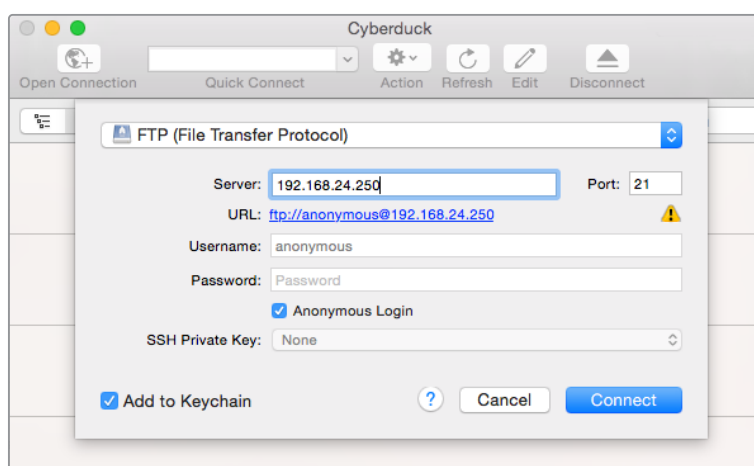 Cyberduck
Open Connection Quick Connect Action Refresh Edit Disconnect
FTP (File Transfer Protocol)
Server: 192.168.24.250 Port: 21
URL: ftp://anonymous@192.168.24.250
Username: anonymous
Password: Password
Anonymous Login
SSH Private Key: None
Add to Keychain ? Cancel Connect